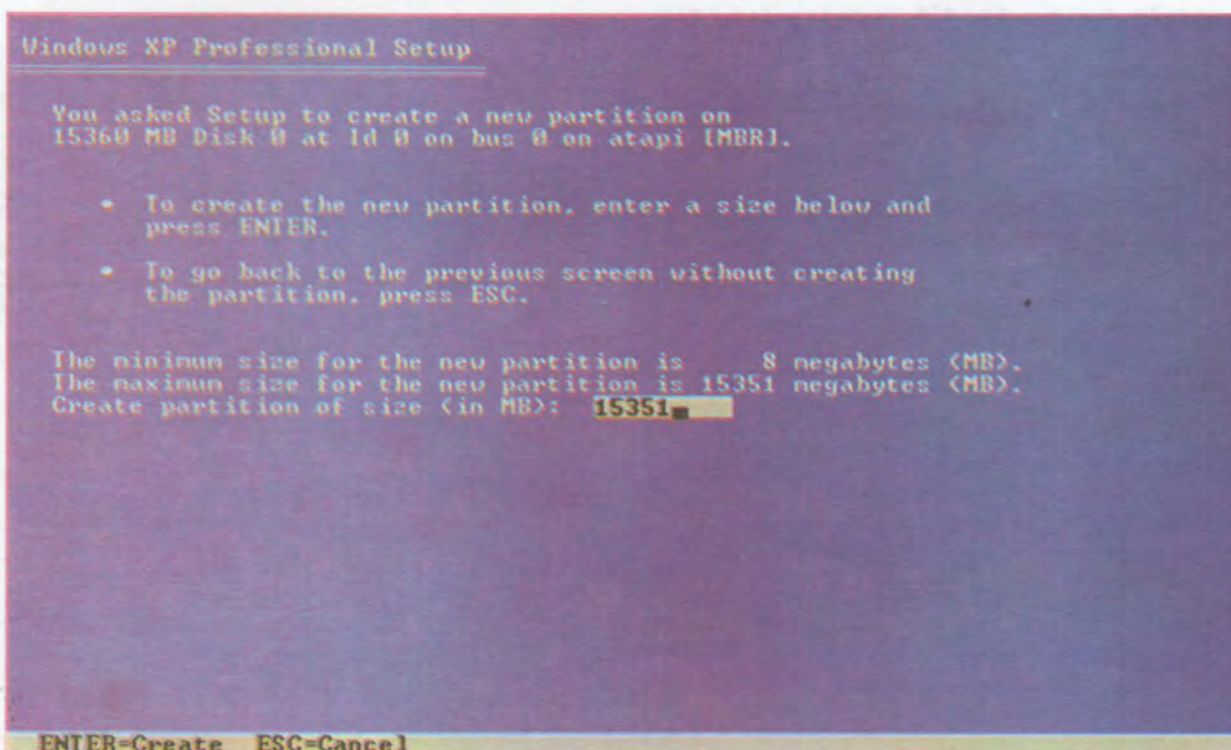 Windows XP Professional Setup
You asked Setup to create a new partition on
15360 MB Disk 0 at Id 0 on bus 0 on atapi [MBR].
• To create the new partition, enter a size below and
press ENTER.
• To go back to the previous screen without creating
the partition, press ESC.
The minimum size for the new partition is 8 megabytes (MB).
The maximum size for the new partition is 15351 megabytes (MB).
Create partition of size (in MB): 15351
ENTER=Create ESC=Cancel